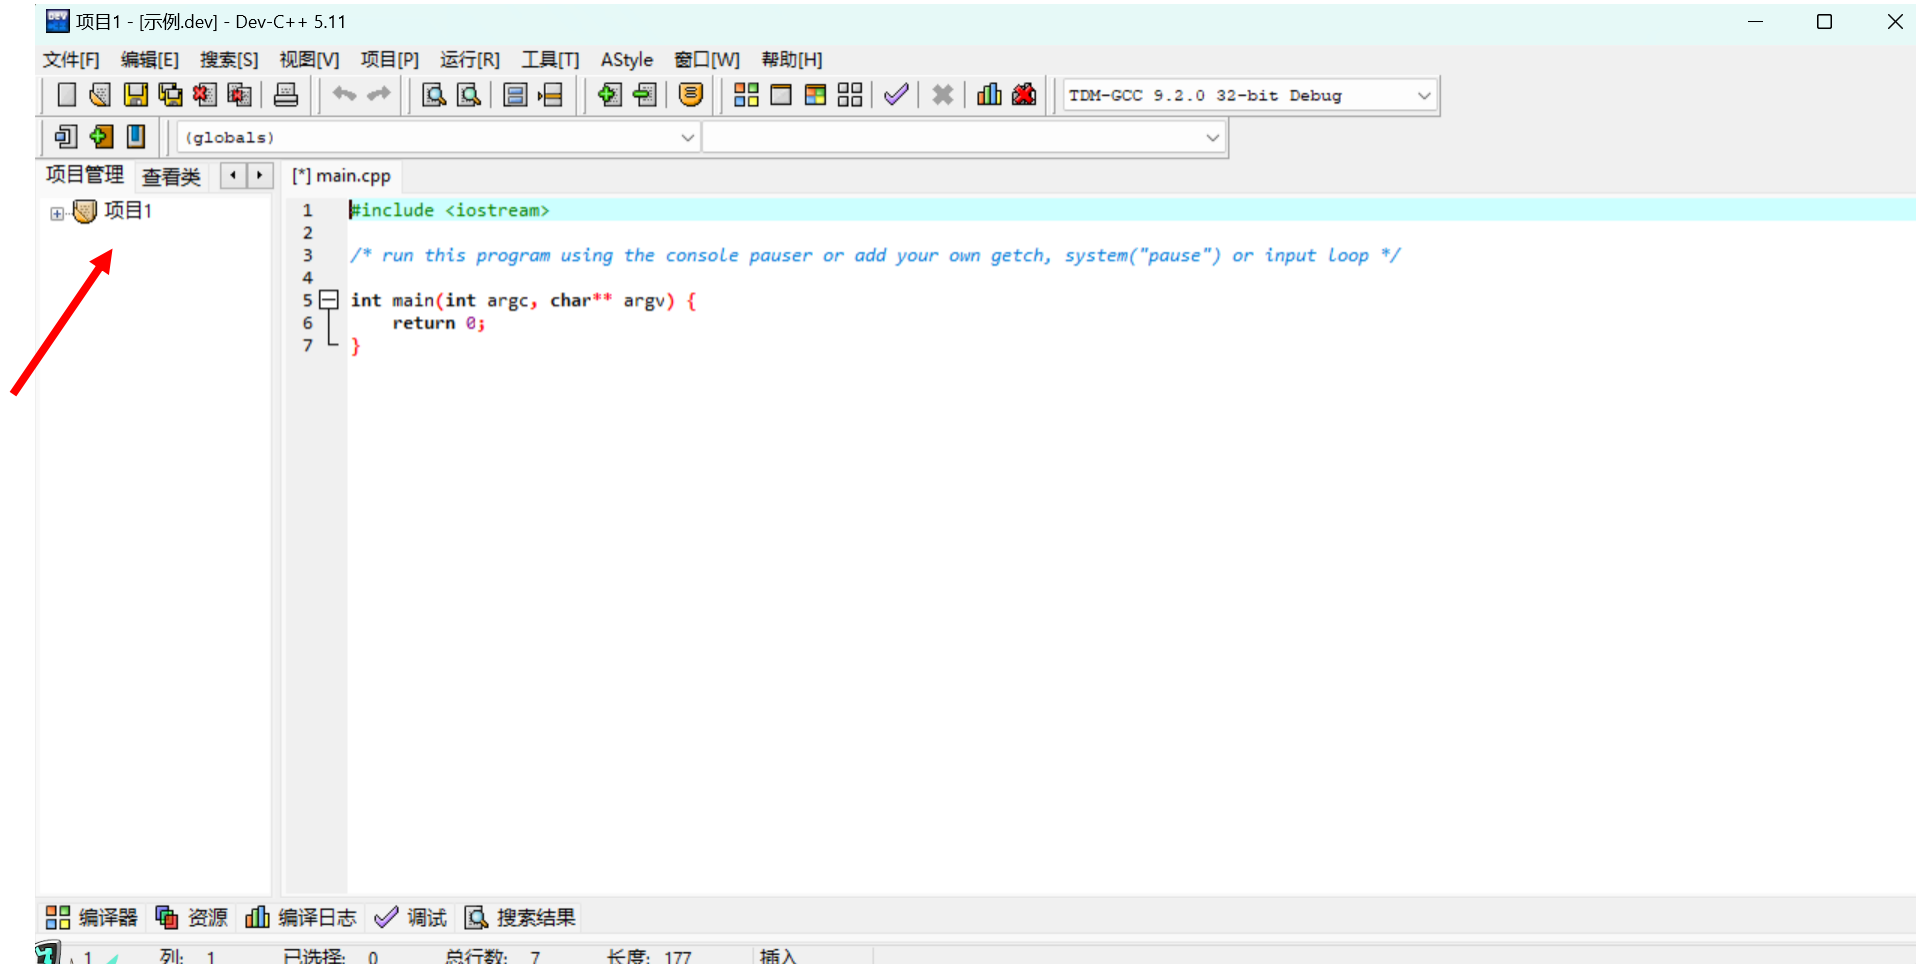 项目1 - [示例.dev] - Dev-C++ 5.11
文件[F] 编辑[E] 搜索[S] 视图[V] 项目[P] 运行[R] 工具[T] AStyle 窗口[W] 帮助[H]
TDM-GCC 9.2.0 32-bit Debug
(globals)
项目管理 查看类 [*] main.cpp
项目1
1 #include <iostream>
2
3 /* run this program using the console pauser or add your own getch, system("pause") or input loop */
4
5 int main(int argc, char** argv) {
6 return 0;
7 }
编译器 资源 编译日志 调试 搜索结果
1 列: 1 已选择: 0 总行数: 7 长度: 177 插入